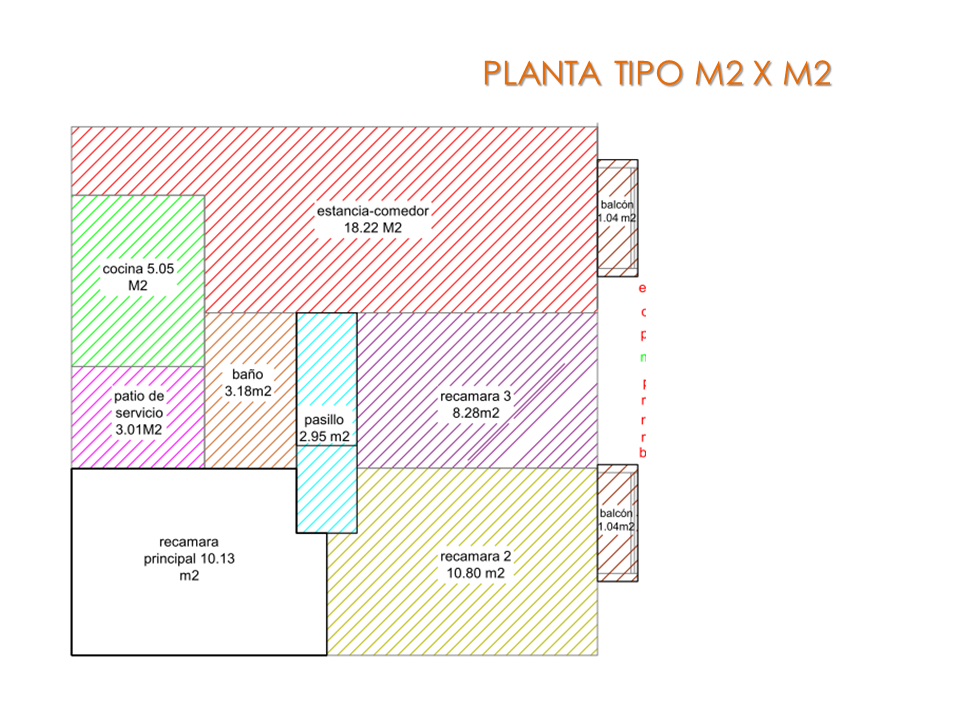 PLANTA TIPO M2 X M2
estancia-comedor
18.22 M2
balcón
1.04 m2
cocina 5.05
M2
baño
3.18m2
patio de
servicio
3.01M2
pasillo
2.95 m2
recamara 3
8.28m2
recamara
principal 10.13
m2
recamara 2
10.80 m2
balcón
1.04m2